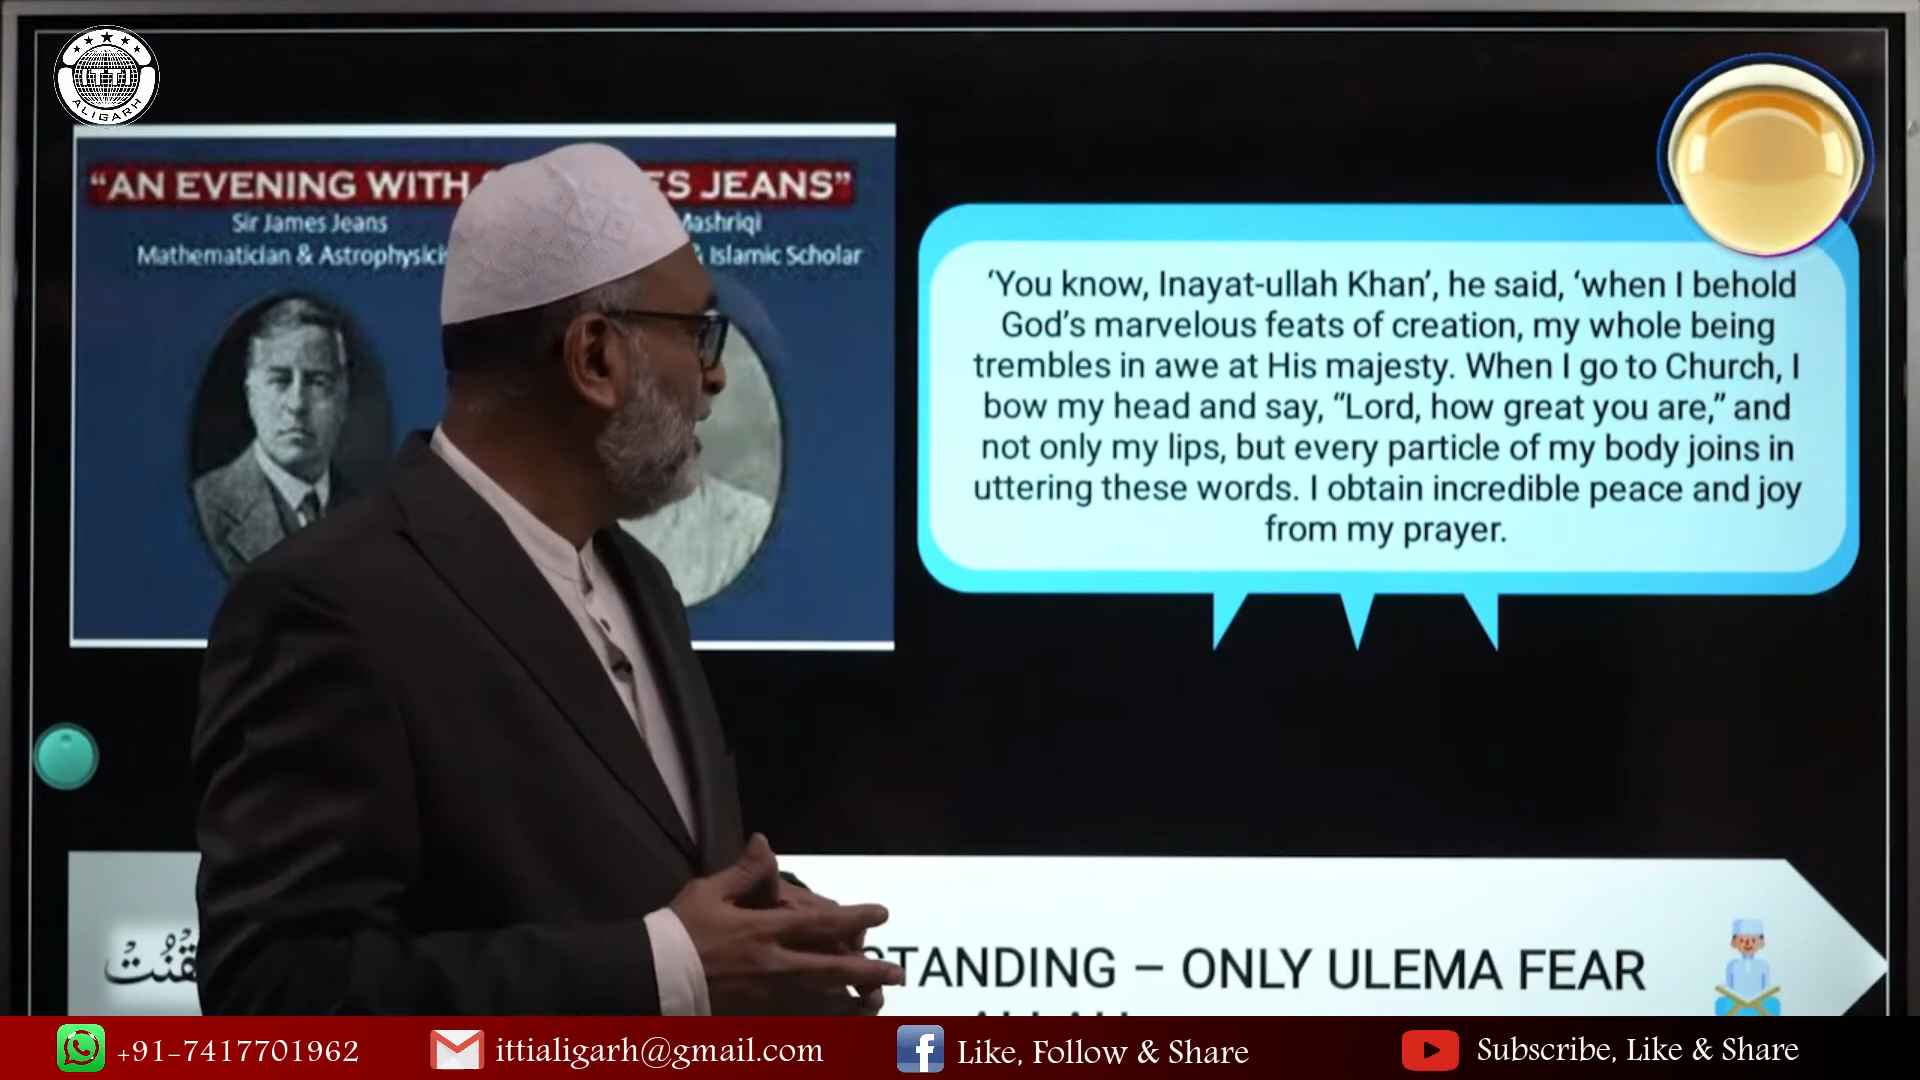 ITTI
ALIGARH
“AN EVENING WITH ES JEANS”
Sir James Jeans
Mashriqi
Mathematician & Astrophysicis
& Islamic Scholar
‘You know, Inayat-ullah Khan’, he said, ‘when I behold
God’s marvelous feats of creation, my whole being
trembles in awe at His majesty. When I go to Church, I
bow my head and say, “Lord, how great you are,” and
not only my lips, but every particle of my body joins in
uttering these words. I obtain incredible peace and joy
from my prayer.
STANDING – ONLY ULEMA FEAR
+91-7417701962
ittialigarh@gmail.com
Like, Follow & Share
Subscribe, Like & Share